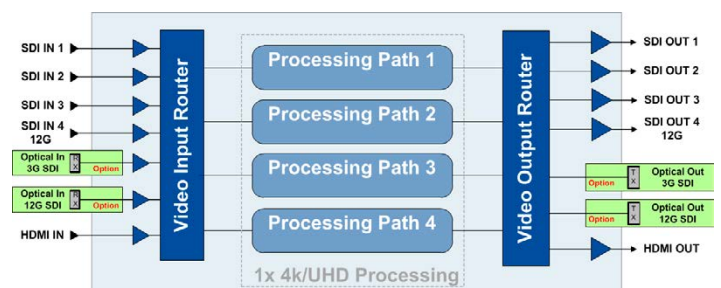 SDI IN 1
SDI IN 2
SDI IN 3
SDI IN 4
12G
Optical In
3G SDI
R
X
Option
Optical In
12G SDI
R
X
Option
HDMI IN
Video Input Router
Processing Path 1
Processing Path 2
Processing Path 3
Processing Path 4
1x 4k/UHD Processing
Video Output Router
SDI OUT 1
SDI OUT 2
SDI OUT 3
SDI OUT 4
12G
Option
T
X
Optical Out
3G SDI
Option
T
X
Optical Out
12G SDI
HDMI OUT